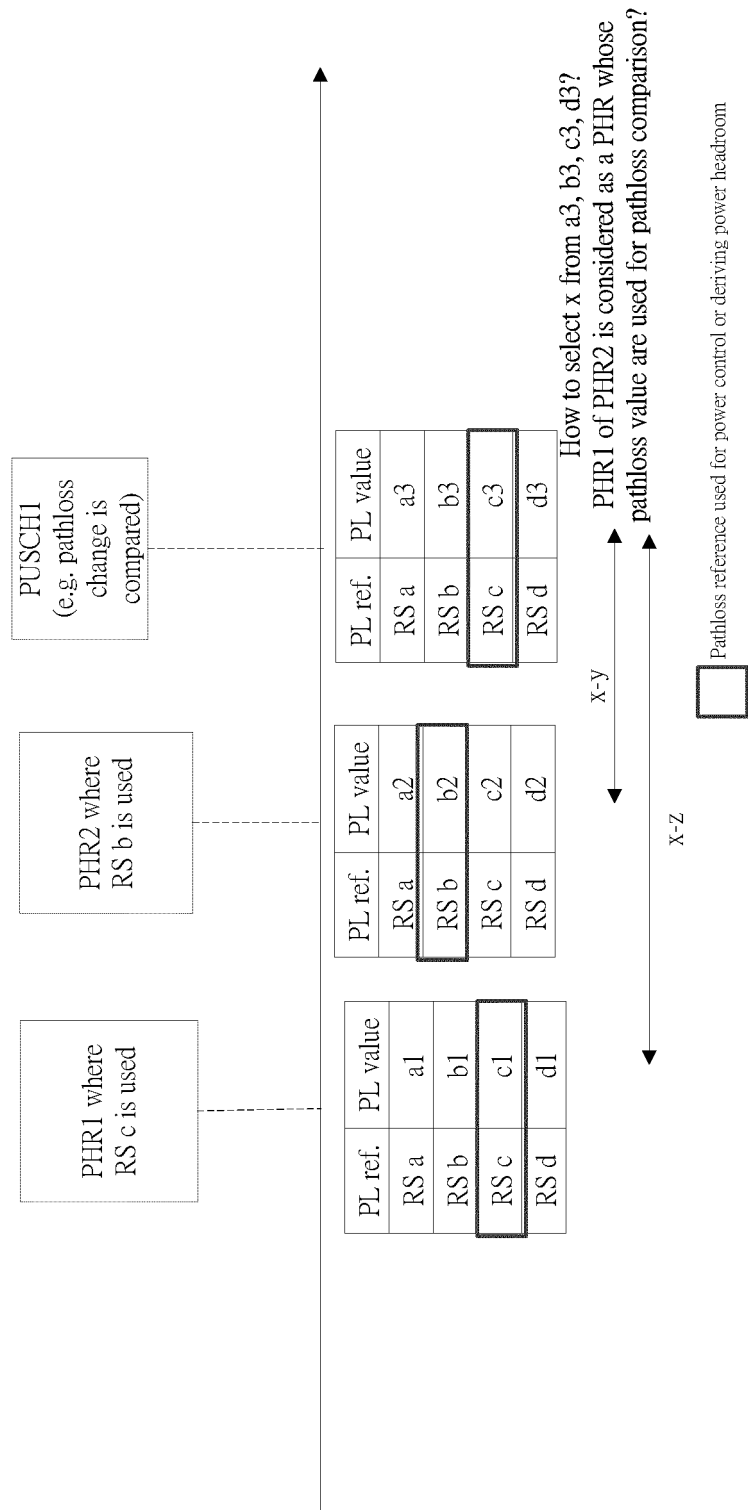 PHR1 where
RS c is used
PHR2 where
RS b is used
PUSCH1
(e.g. pathloss
change is
compared)
PL ref. PL value
RS a a1
RS b b1
RS c c1
RS d d1
PL ref. PL value
RS a a2
RS b b2
RS c c2
RS d d2
PL ref. PL value
RS a a3
RS b b3
RS c c3
RS d d3
x-y
x-z
How to select x from a3, b3, c3, d3?
PHR1 of PHR2 is considered as a PHR whose
pathloss value are used for pathloss comparison?
Pathloss reference used for power control or deriving power headroom